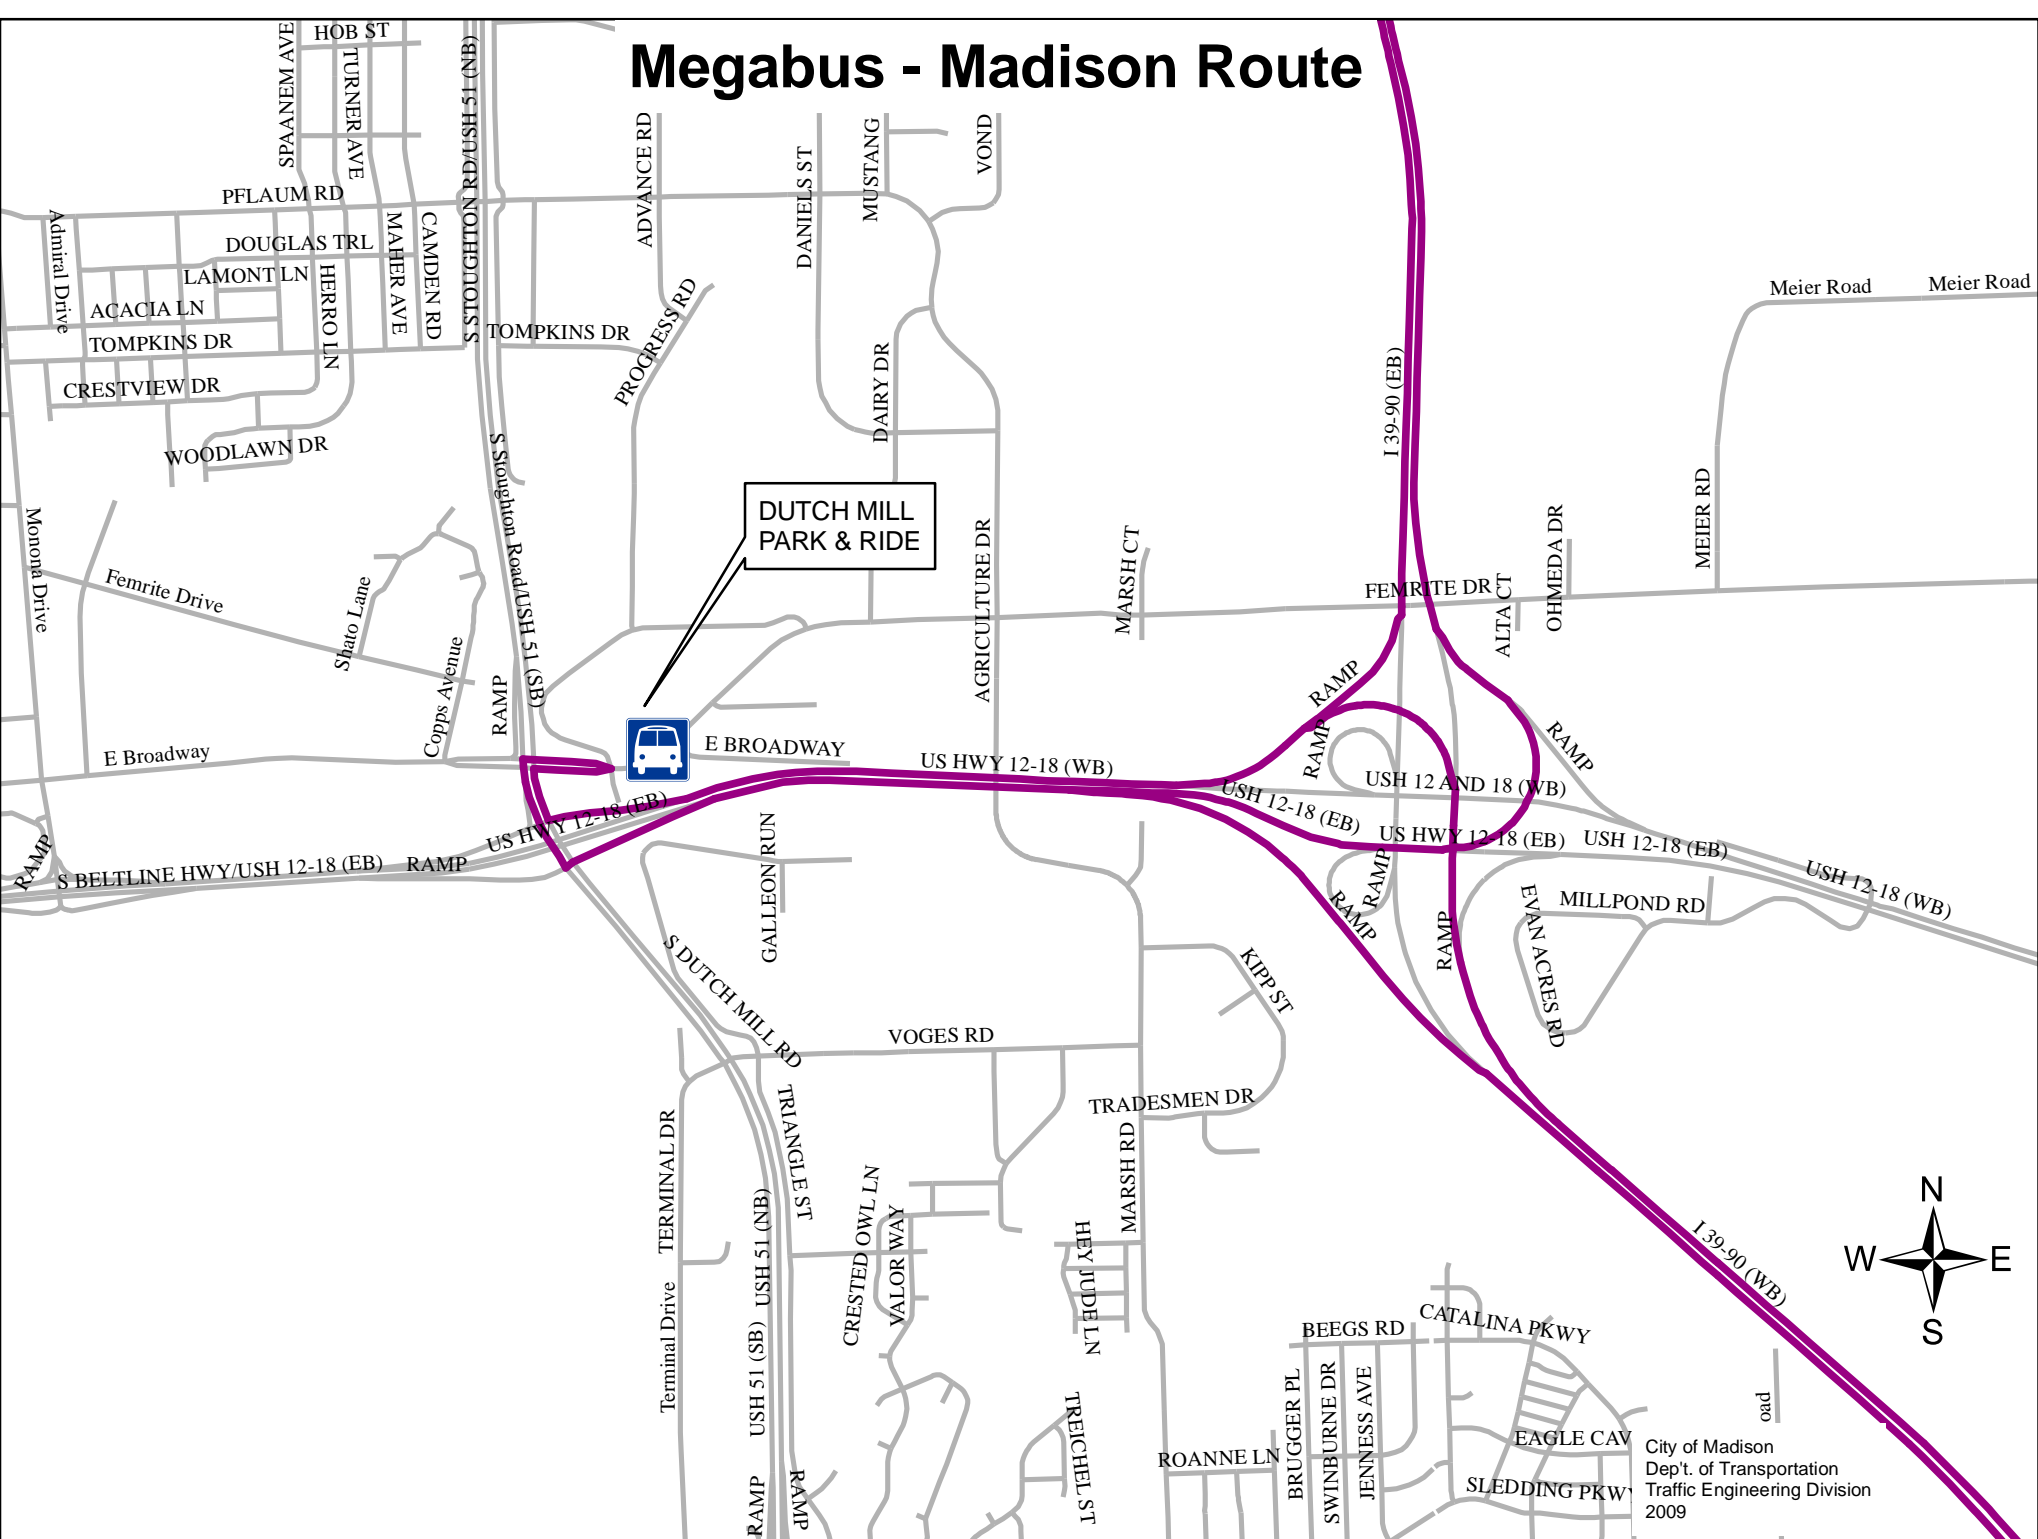 Megabus - Madison Route
HOB ST
SPAANEM AVE
TURNER AVE
S STOUGHTON RD/USH 51 (NB)
ADVANCE RD
DANIELS ST
MUSTANG
VOND
PFLAUM RD
Admiral Drive
DOUGLAS TRL
MAHER AVE
CAMDEN RD
LAMONT LN
HERRO LN
ACACIA LN
TOMPKINS DR
TOMPKINS DR
PROGRESS RD
CRESTVIEW DR
DAIRY DR
WOODLAWN DR
I 39-90 (EB)
Meier Road
Meier Road
MEIER RD
S Stoughton Road/USH 51 (SB)
DUTCH MILL
PARK & RIDE
AGRICULTURE DR
MARSH CT
FEMRITE DR
ALTA CT
OHMEDA DR
Monona Drive
Femrite Drive
Shato Lane
Copps Avenue
RAMP
E Broadway
E BROADWAY
US HWY 12-18 (WB)
RAMP
RAMP
RAMP
USH 12 AND 18 (WB)
USH 12-18 (EB)
US HWY 12-18 (EB)
USH 12-18 (EB)
USH 12-18 (WB)
US HWY 12-18 (EB)
RAMP
S BELTLINE HWY/USH 12-18 (EB)
RAMP
GALLEON RUN
RAMP
RAMP
RAMP
EVAN ACRES RD
MILLPOND RD
S DUTCH MILL RD
KIPP ST
VOGES RD
TRADESMEN DR
TERMINAL DR
TRIANGLE ST
MARSH RD
CRESTED OWL LN
VALOR WAY
USH 51 (NB)
HEY JUDE LN
I 39-90 (WB)
N
W
E
S
Terminal Drive
USH 51 (SB)
BEEGS RD
CATALINA PKWY
BRUGGER PL
SWINBURNE DR
JENNESS AVE
TREICHEL ST
ROANNE LN
RAMP
RAMP
oad
EAGLE CAV
SLEDDING PKWY
City of Madison
Dep't. of Transportation
Traffic Engineering Division
2009